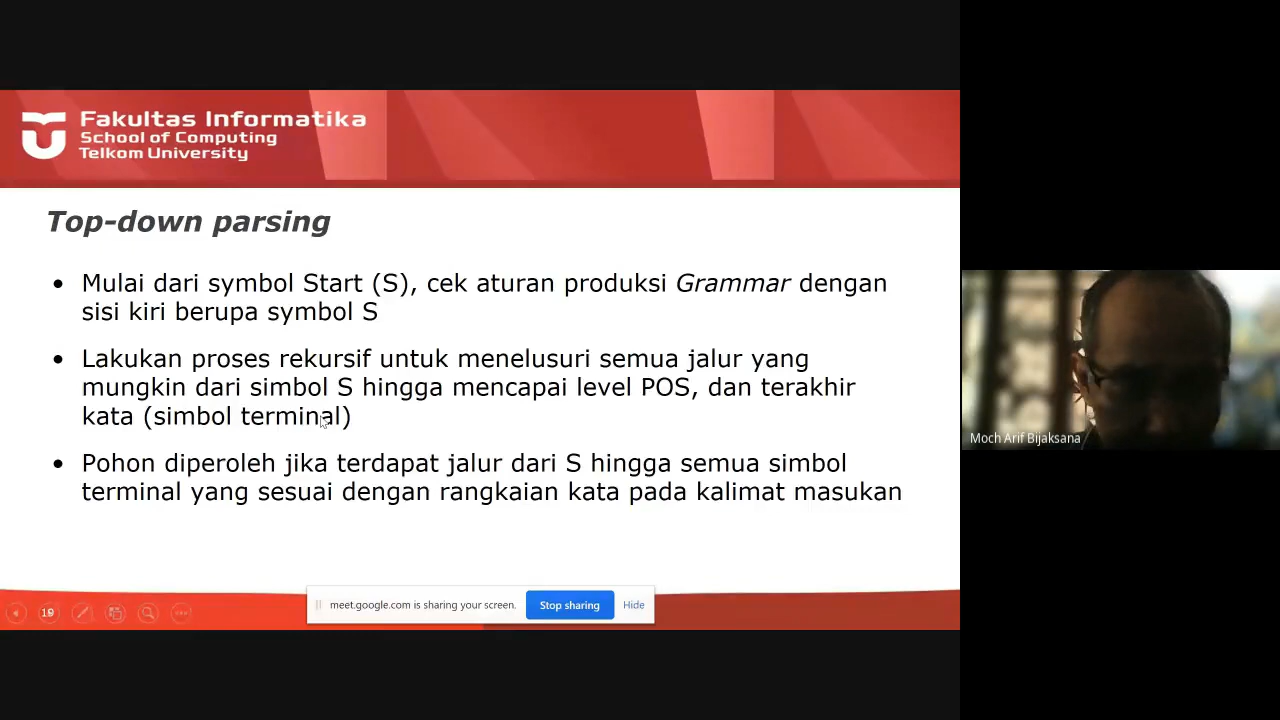 Fakultas Informatika
School of Computing
Telkom University
Top-down parsing
• Mulai dari symbol Start (S), cek aturan produksi Grammar dengan
sisi kiri berupa symbol S
• Lakukan proses rekursif untuk menelusuri semua jalur yang
mungkin dari simbol S hingga mencapai level POS, dan terakhir
kata (simbol terminal)
• Pohon diperoleh jika terdapat jalur dari S hingga semua simbol
terminal yang sesuai dengan rangkaian kata pada kalimat masukan
19
meet.google.com is sharing your screen.
Stop sharing
Hide
Moch Arif Bijaksana